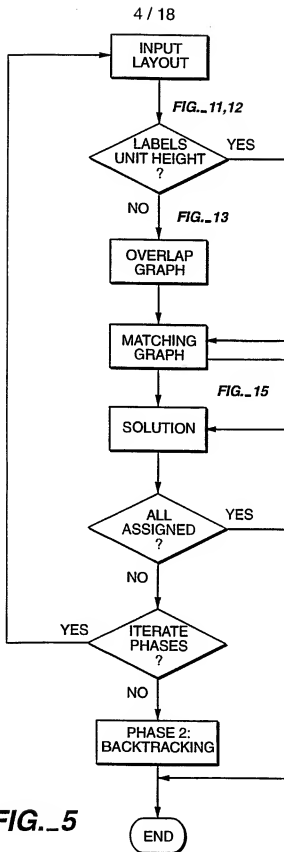 4 / 18
INPUT
LAYOUT
FIG._11,12
LABELS
UNIT HEIGHT
?
YES
NO
FIG._13
OVERLAP
GRAPH
MATCHING
GRAPH
FIG._15
SOLUTION
ALL
ASSIGNED
?
YES
NO
YES
ITERATE
PHASES
?
NO
PHASE 2:
BACKTRACKING
FIG._5
END